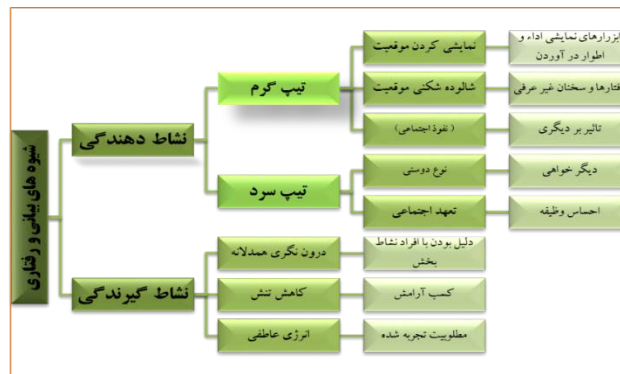 شیوه های بیانی و رفتاری
نشاط دهندگی
تیپ گرم
نمایشی کردن موقعیت
ابزارهای نمایشی اداء و
اطوار در آوردن
شالوده شکنی موقعیت
فتارها و سخنان غیر عرفی
(نفوذ اجتماعی)
تاثیر بر دیگری
تیپ سرد
نوع دوستی
دیگر خواهی
تعهد اجتماعی
احساس وظیفه
نشاط گیرندگی
درون نگری همدلانه
دلیل بودن با افراد نشاط
بخش
کاهش تنش
کسب آرامش
انرژی عاطفی
مطلوبیت تجربه شده